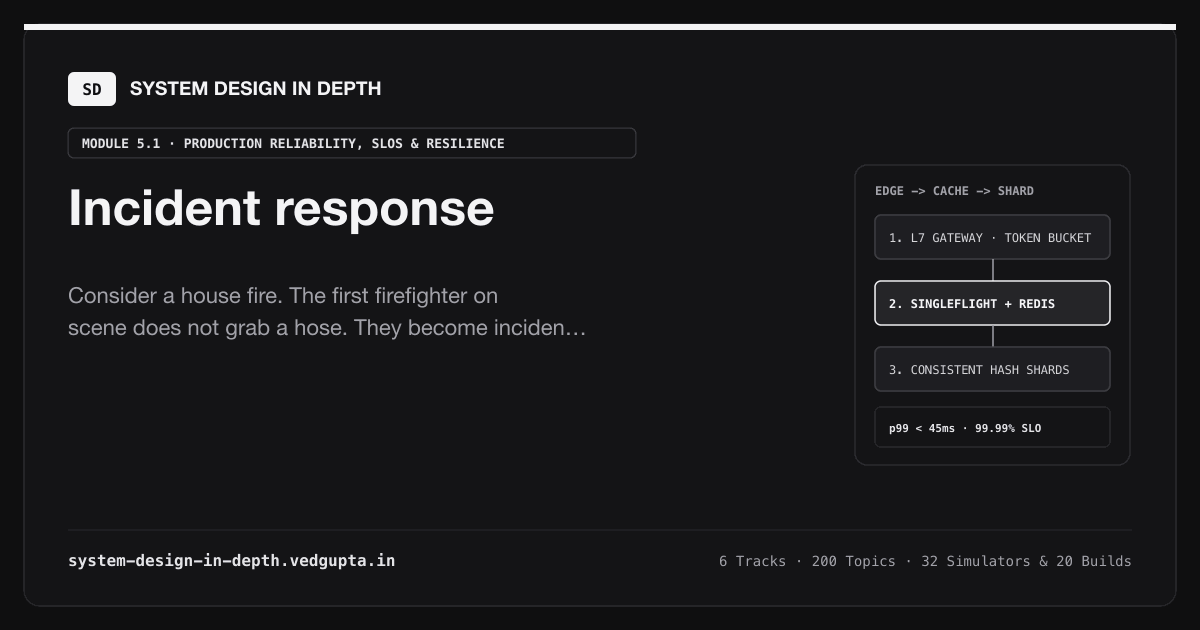 SD SYSTEM DESIGN IN DEPTH
MODULE 5.1 · PRODUCTION RELIABILITY, SLOS & RESILIENCE
Incident response
Consider a house fire. The first firefighter on
scene does not grab a hose. They become inciden…
EDGE —> CACHE —> SHARD
1. L7 GATEWAY · TOKEN BUCKET
2. SINGLEFLIGHT + REDIS
3. CONSISTENT HASH SHARDS
p99 < 45ms · 99.99% SLO
system-design-in-depth.vedgupta.in
6 Tracks · 200 Topics · 32 Simulators & 20 Builds